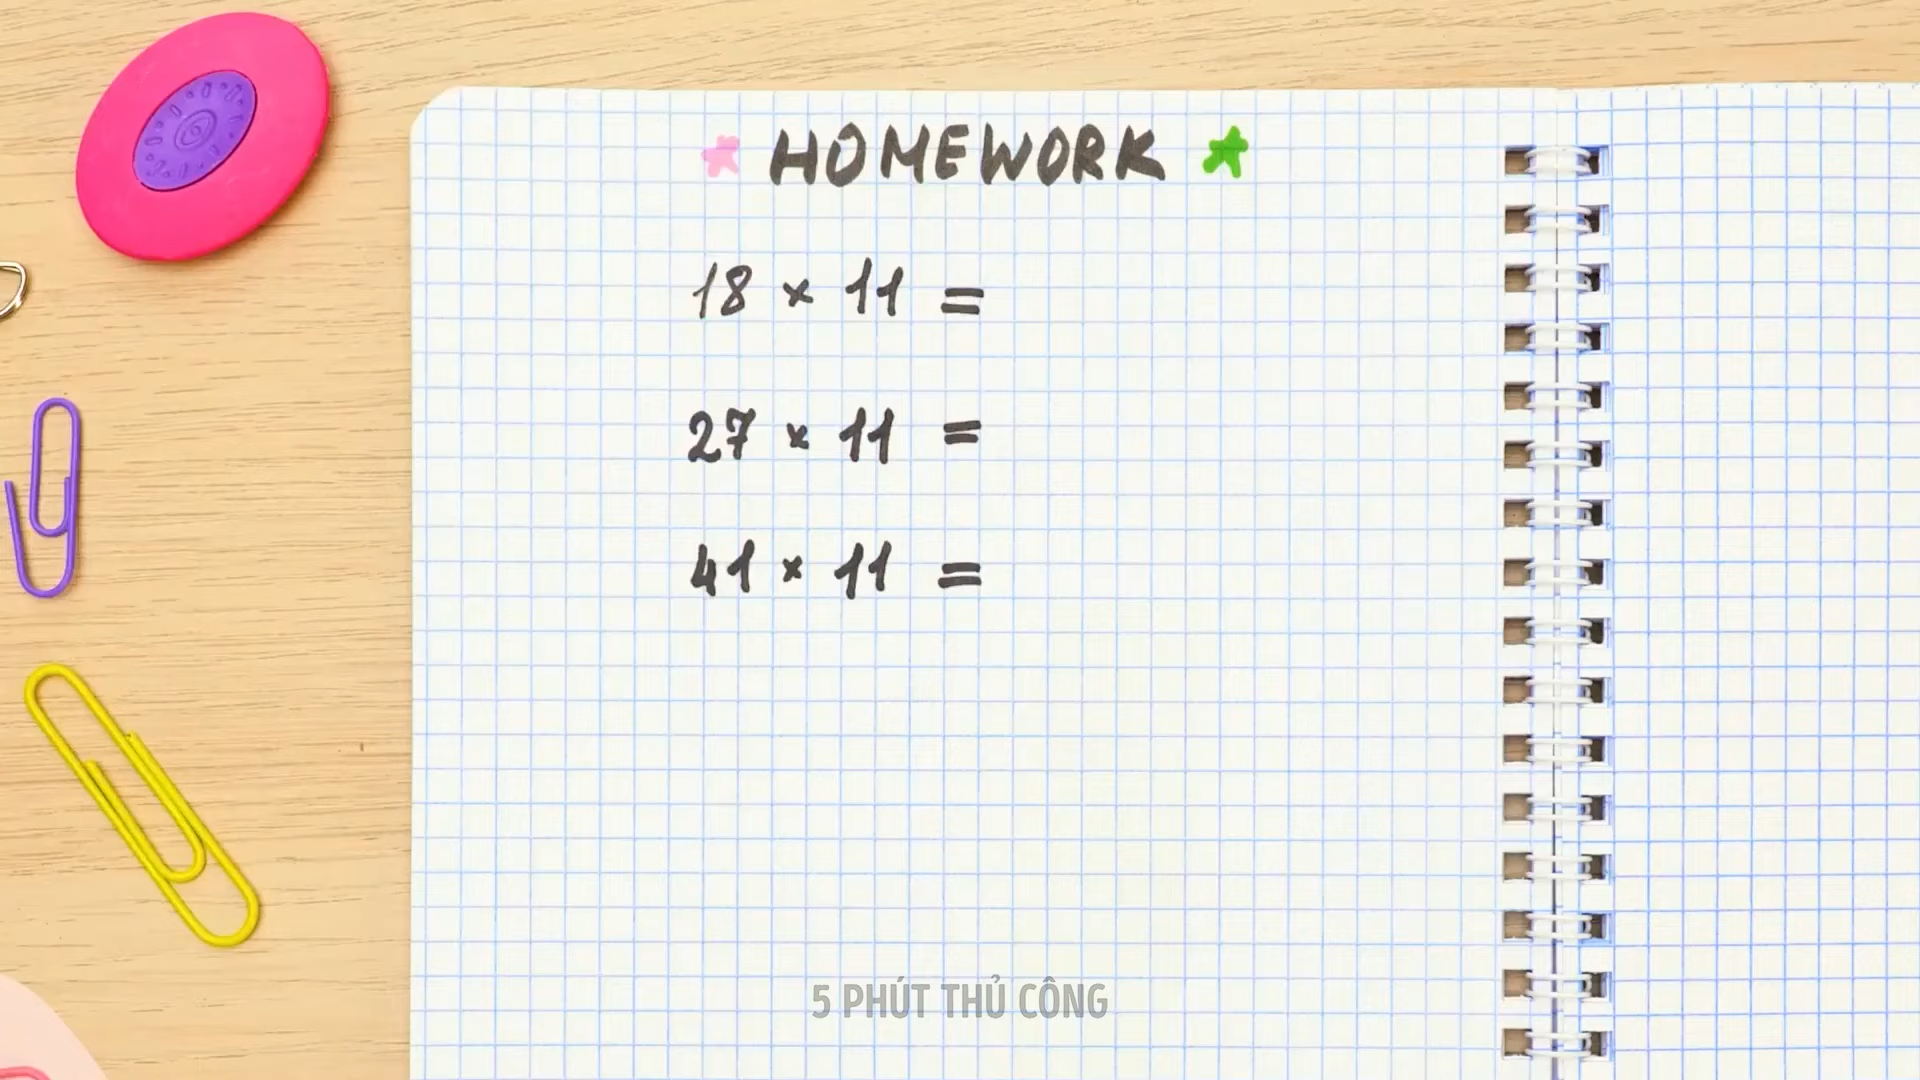 HOMEWORK
18 × 11 =
27 × 11 =
41 × 11 =
5 PHÚT THỦ CÔNG